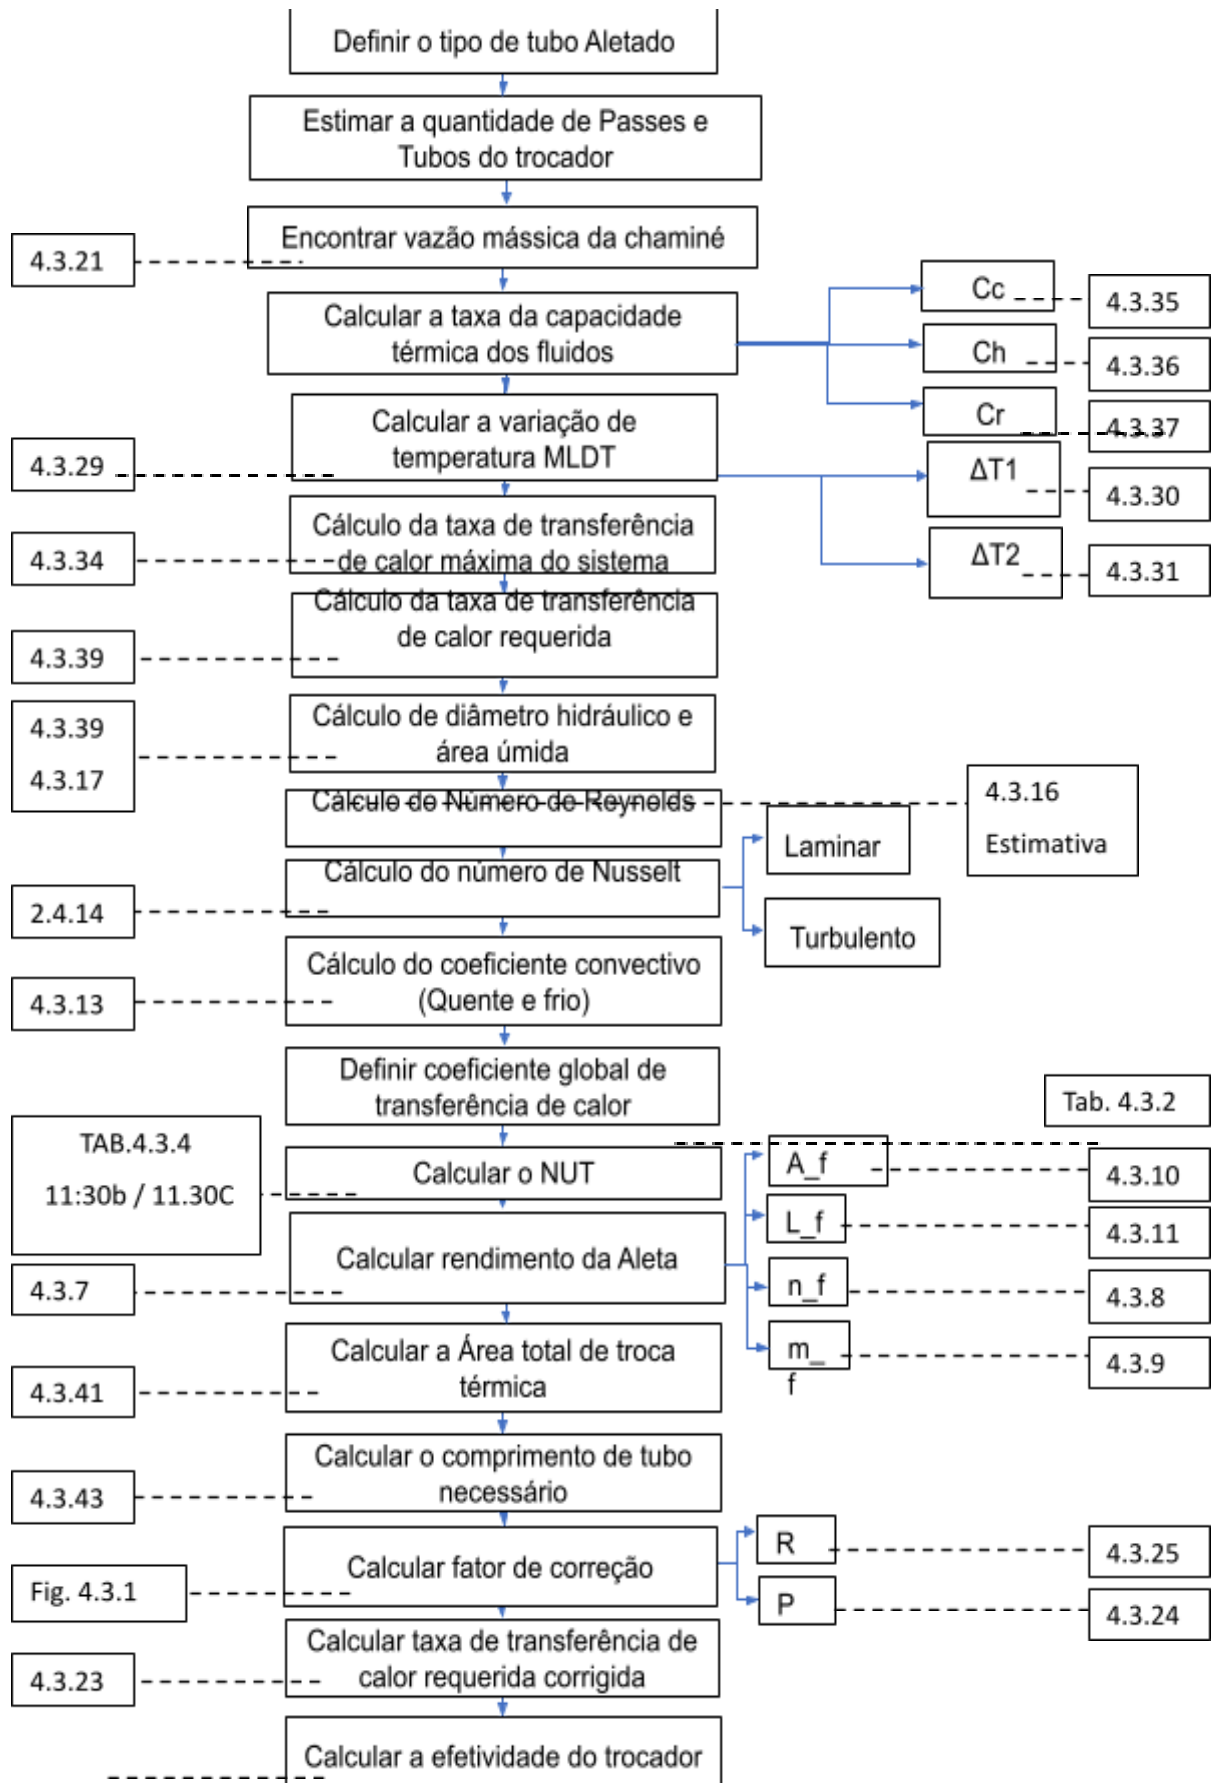 Definir o tipo de tubo Aletado
Estimar a quantidade de Passes e
Tubos do trocador
Encontrar vazão mássica da chaminé
4.3.21
Calcular a taxa da capacidade
térmica dos fluidos
Cc
4.3.35
Ch
4.3.36
Cr
4.3.37
Calcular a variação de
temperatura MLDT
4.3.29
ΔT1
4.3.30
ΔT2
4.3.31
Cálculo da taxa de transferência
de calor máxima do sistema
4.3.34
Cálculo da taxa de transferência
de calor requerida
4.3.39
Cálculo de diâmetro hidráulico e
área úmida
4.3.39
4.3.17
Cálculo do Número de Reynolds
4.3.16
Estimativa
Cálculo do número de Nusselt
2.4.14
Laminar
Turbulento
Cálculo do coeficiente convectivo
(Quente e frio)
4.3.13
Definir coeficiente global de
transferência de calor
Tab. 4.3.2
Calcular o NUT
TAB.4.3.4
11:30b / 11.30C
Calcular rendimento da Aleta
4.3.7
A_f
4.3.10
L_f
4.3.11
n_f
4.3.8
m_
f
4.3.9
Calcular a Área total de troca
térmica
4.3.41
Calcular o comprimento de tubo
necessário
4.3.43
Calcular fator de correção
Fig. 4.3.1
R
4.3.25
P
4.3.24
Calcular taxa de transferência de
calor requerida corrigida
4.3.23
Calcular a efetividade do trocador